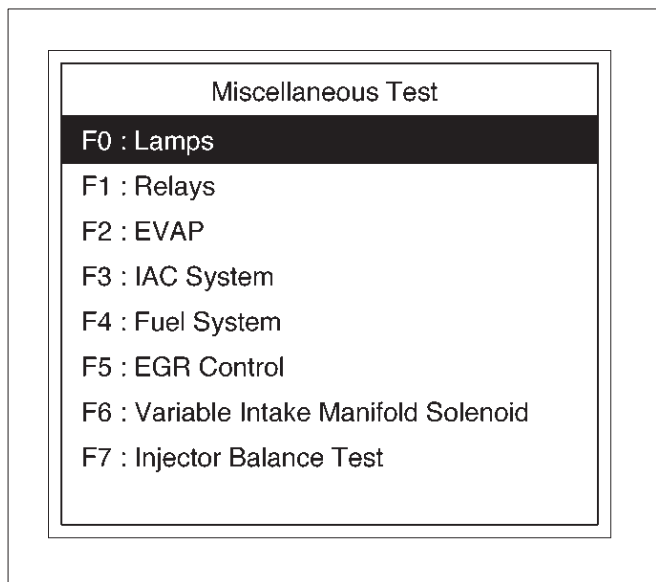 Miscellaneous Test
F0 : Lamps
F1 : Relays
F2 : EVAP
F3 : IAC System
F4 : Fuel System
F5 : EGR Control
F6 : Variable Intake Manifold Solenoid
F7 : Injector Balance Test